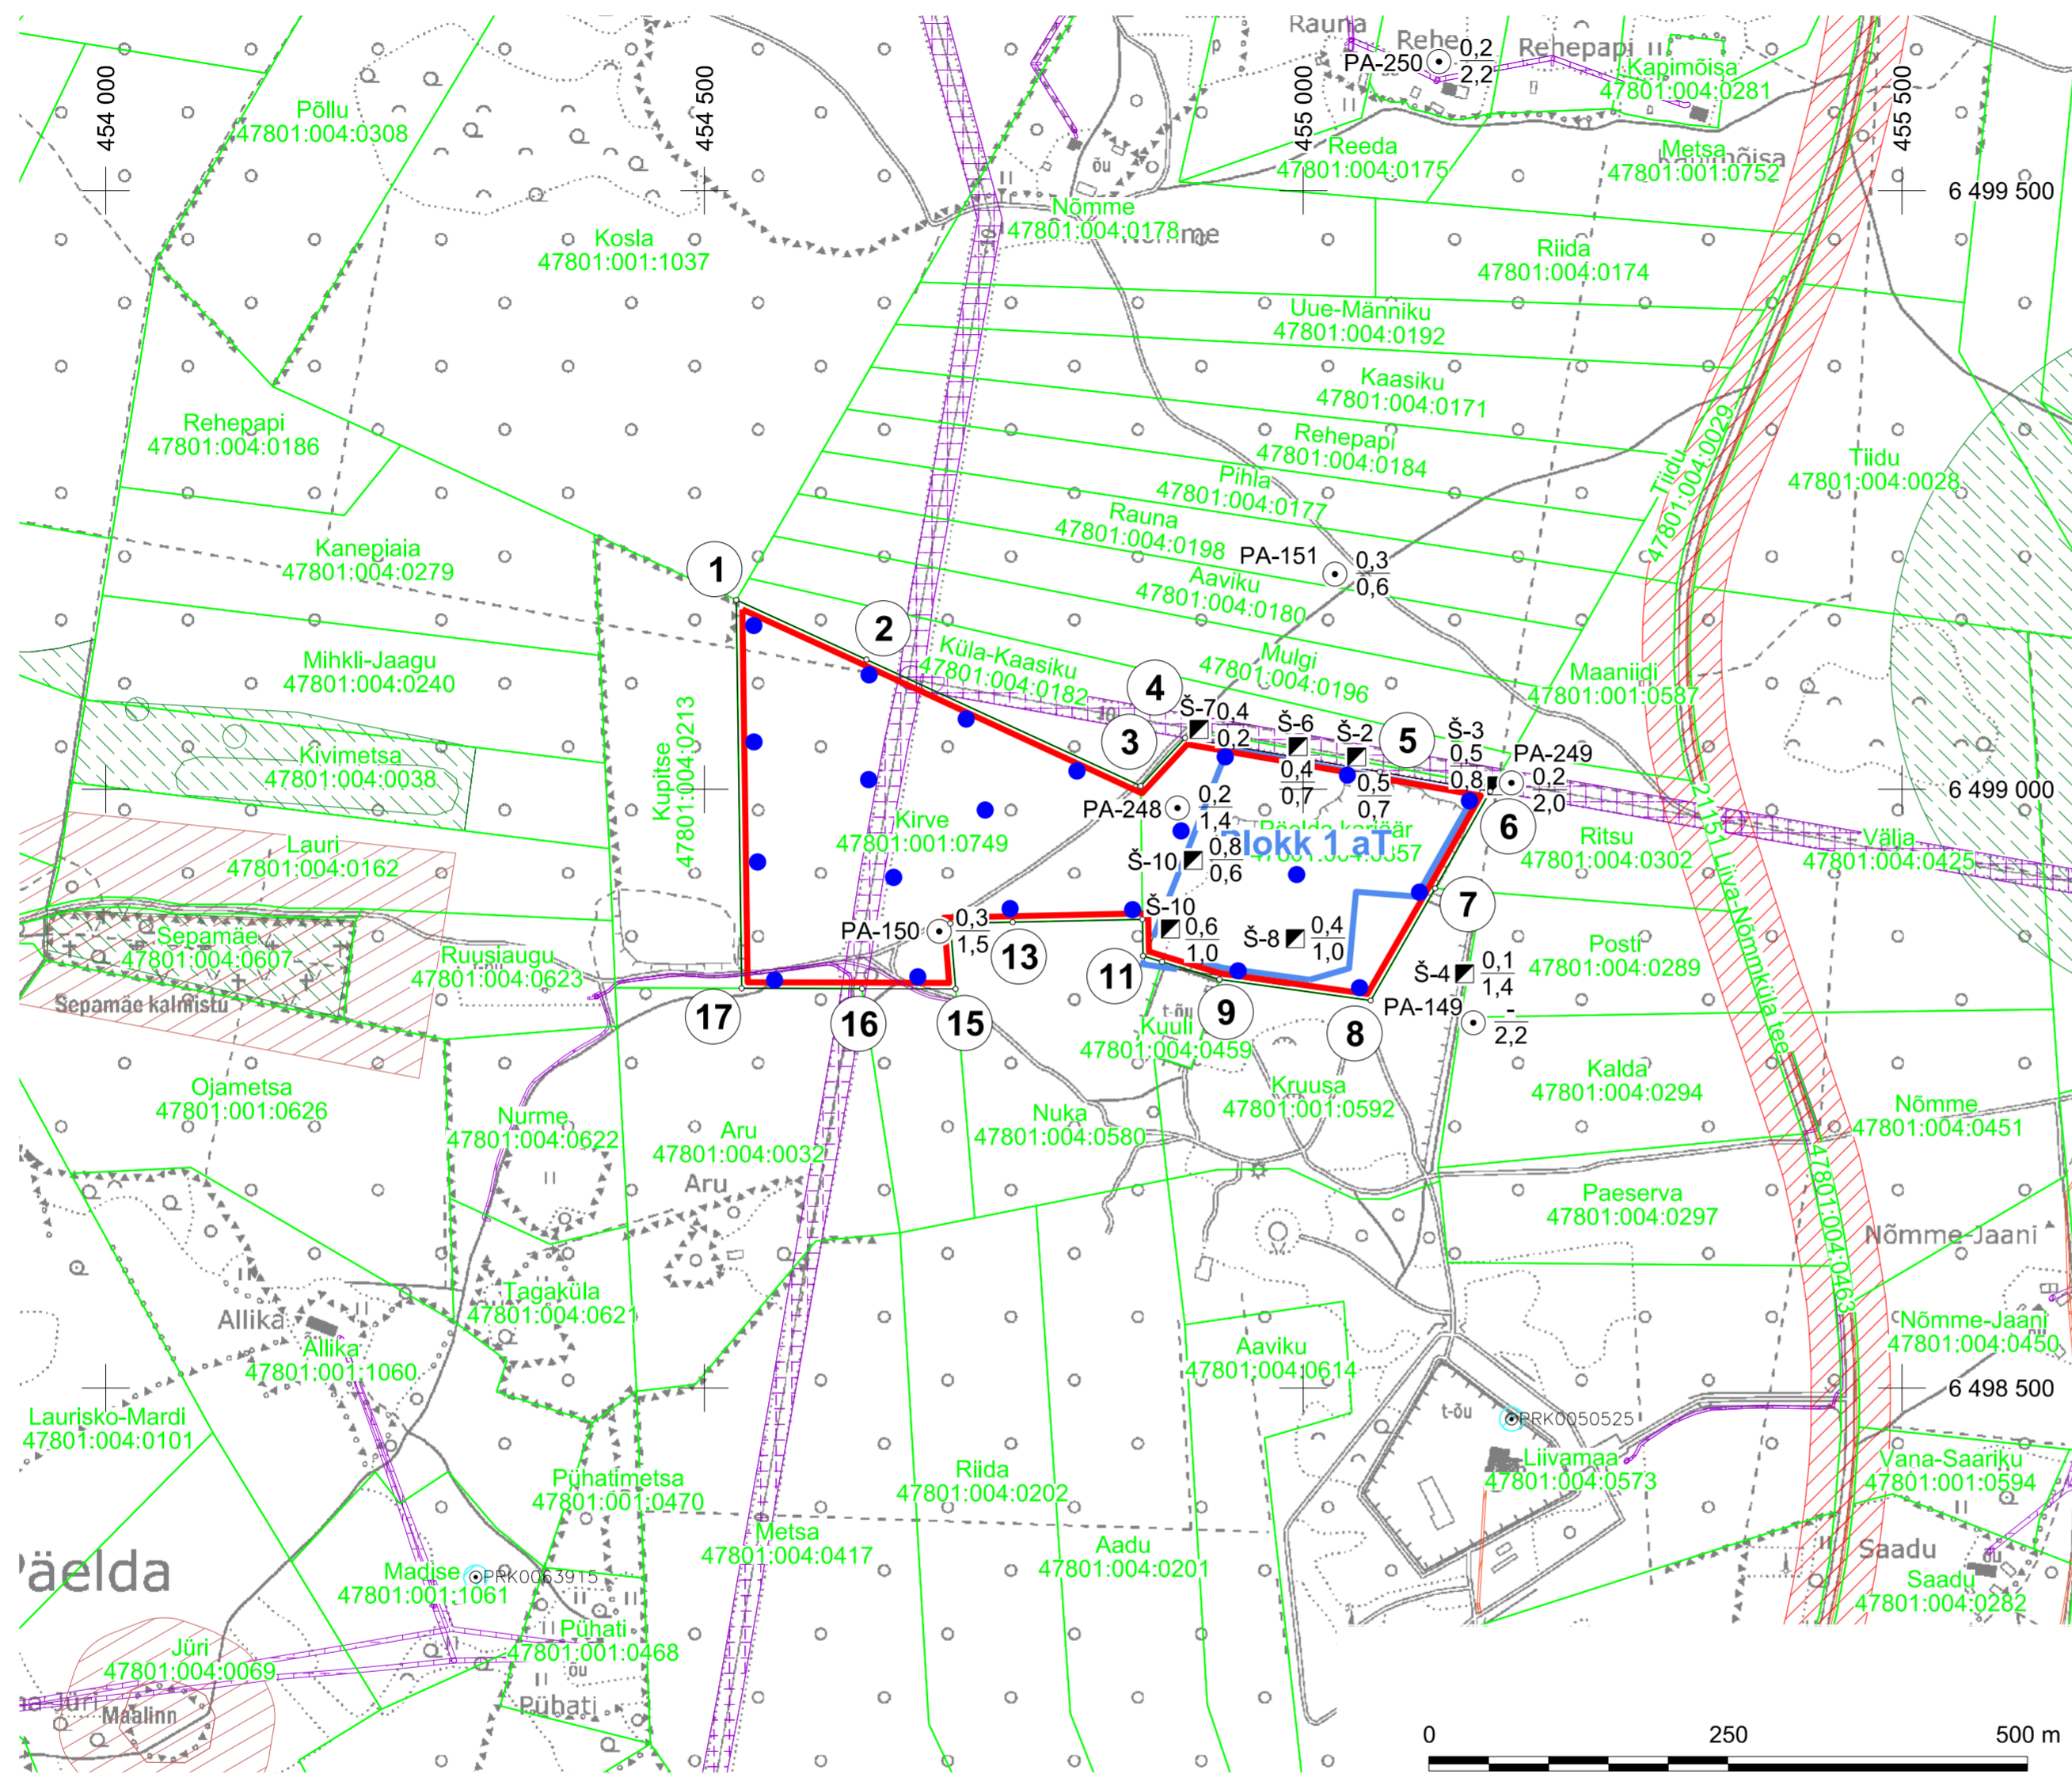 454 000
454 500
455 000
455 500
6 499 500
6 499 000
6 498 500
Rauna
Rehe
Rehepapi
PA-250
0,2
2,2
Kapimõisa
47801:004:0281
Põllu
47801:004:0308
Reeda
47801:004:0175
Metsa
47801:001:0752
õu
Nõmme
47801:004:0178
Kosla
47801:001:1037
Riida
47801:004:0174
Uue-Männiku
47801:004:0192
Kaasiku
47801:004:0171
Rehepapi
47801:004:0186
Rehepapi
47801:004:0184
Tiidu
47801:004:0029
Tiidu
47801:004:0028
Pihla
47801:004:0177
Rauna
47801:004:0198
PA-151
0,3
0,6
Kanepiaia
47801:004:0279
Aaviku
47801:004:0180
1
2
Küla-Kaasiku
47801:004:0182
Mulgi
47801:004:0196
Maaniidi
47801:001:0587
Mihkli-Jaagu
47801:004:0240
Kupitse
47801:004:0213
4
3
Š-7
0,4
0,2
Š-6
0,4
0,7
Š-2
0,5
0,7
5
Š-3
0,5
0,8
PA-249
0,2
2,0
Kivimetsa
47801:004:0038
PA-248
0,2
1,4
Kirve
47801:001:0749
Päelda karjäär
Blokk 1 aT
6
Ritsu
47801:004:0302
Välja
47801:004:0425
Lauri
47801:004:0162
Š-10
0,8
0,6
21151 Liiva-Nõmmküla tee
47801:004:0463
7
Š-10
0,6
1,0
Š-8
0,4
1,0
PA-150
0,3
1,5
13
11
Sepamäe
47801:004:0607
Sepamäe kalmistu
Ruusiaugu
47801:004:0623
Posti
47801:004:0289
Š-4
0,1
1,4
PA-149
-
2,2
17
16
15
9
8
t-õu
Kuuli
47801:004:0459
Kruusa
47801:001:0592
Kalda
47801:004:0294
Nõmme
47801:004:0451
Ojametsa
47801:001:0626
Nurme
47801:004:0622
Aru
47801:004:0032
Aru
Nuka
47801:004:0580
Paeserva
47801:004:0297
Nõmme-Jaani
Nõmme-Jaani
47801:004:0450
Tagaküla
47801:004:0621
Allika
Allika
47801:001:1060
Aaviku
47801:004:0614
Laurisko-Mardi
47801:004:0101
t-õu
PRK0050525
Liivamaa
47801:004:0573
Vana-Saariku
47801:001:0594
Pühatimetsa
47801:001:0470
Riida
47801:004:0202
Metsa
47801:004:0417
Aadu
47801:004:0201
Saadu
õu
Saadu
47801:004:0282
Päelda
Madise
47801:001:1061
PRK0063915
Pühati
47801:001:0468
õu
Pühati
Jüri
47801:004:0069
Jüri
Maalinn
0
250
500 m